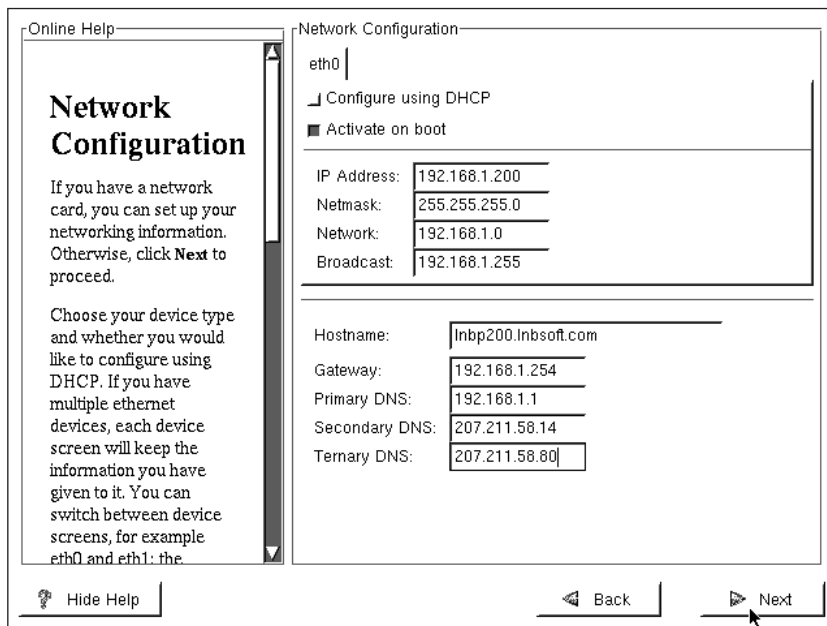 Online Help
Network
Configuration
If you have a network
card, you can set up your
networking information.
Otherwise, click Next to
proceed.
Choose your device type
and whether you would
like to configure using
DHCP. If you have
multiple ethernet
devices, each device
screen will keep the
information you have
given to it. You can
switch between device
screens, for example
eth0 and eth1; the
Network Configuration
eth0
Configure using DHCP
Activate on boot
IP Address: 192.168.1.200
Netmask: 255.255.255.0
Network: 192.168.1.0
Broadcast: 192.168.1.255
Hostname: lnbp200.lnbsoft.com
Gateway: 192.168.1.254
Primary DNS: 192.168.1.1
Secondary DNS: 207.211.58.14
Ternary DNS: 207.211.58.80
Hide Help
Back
Next